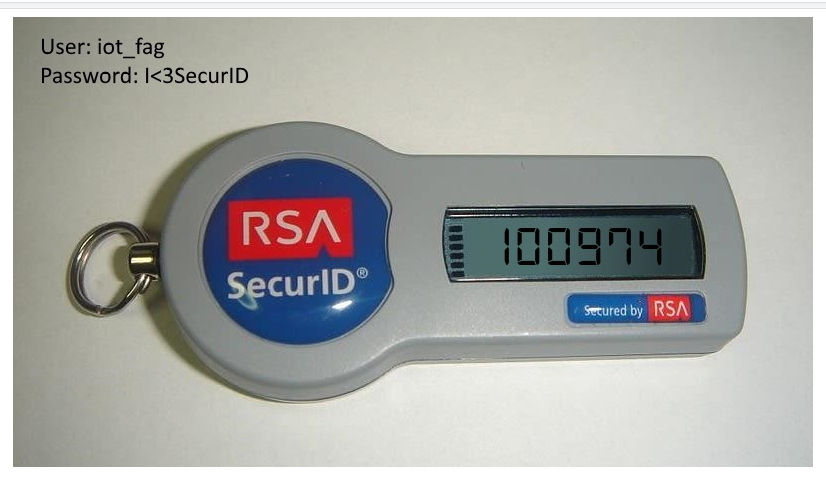 User: iot_fag
Password: I<3SecurID
RSA
SecurID®
100974
Secured by RSA